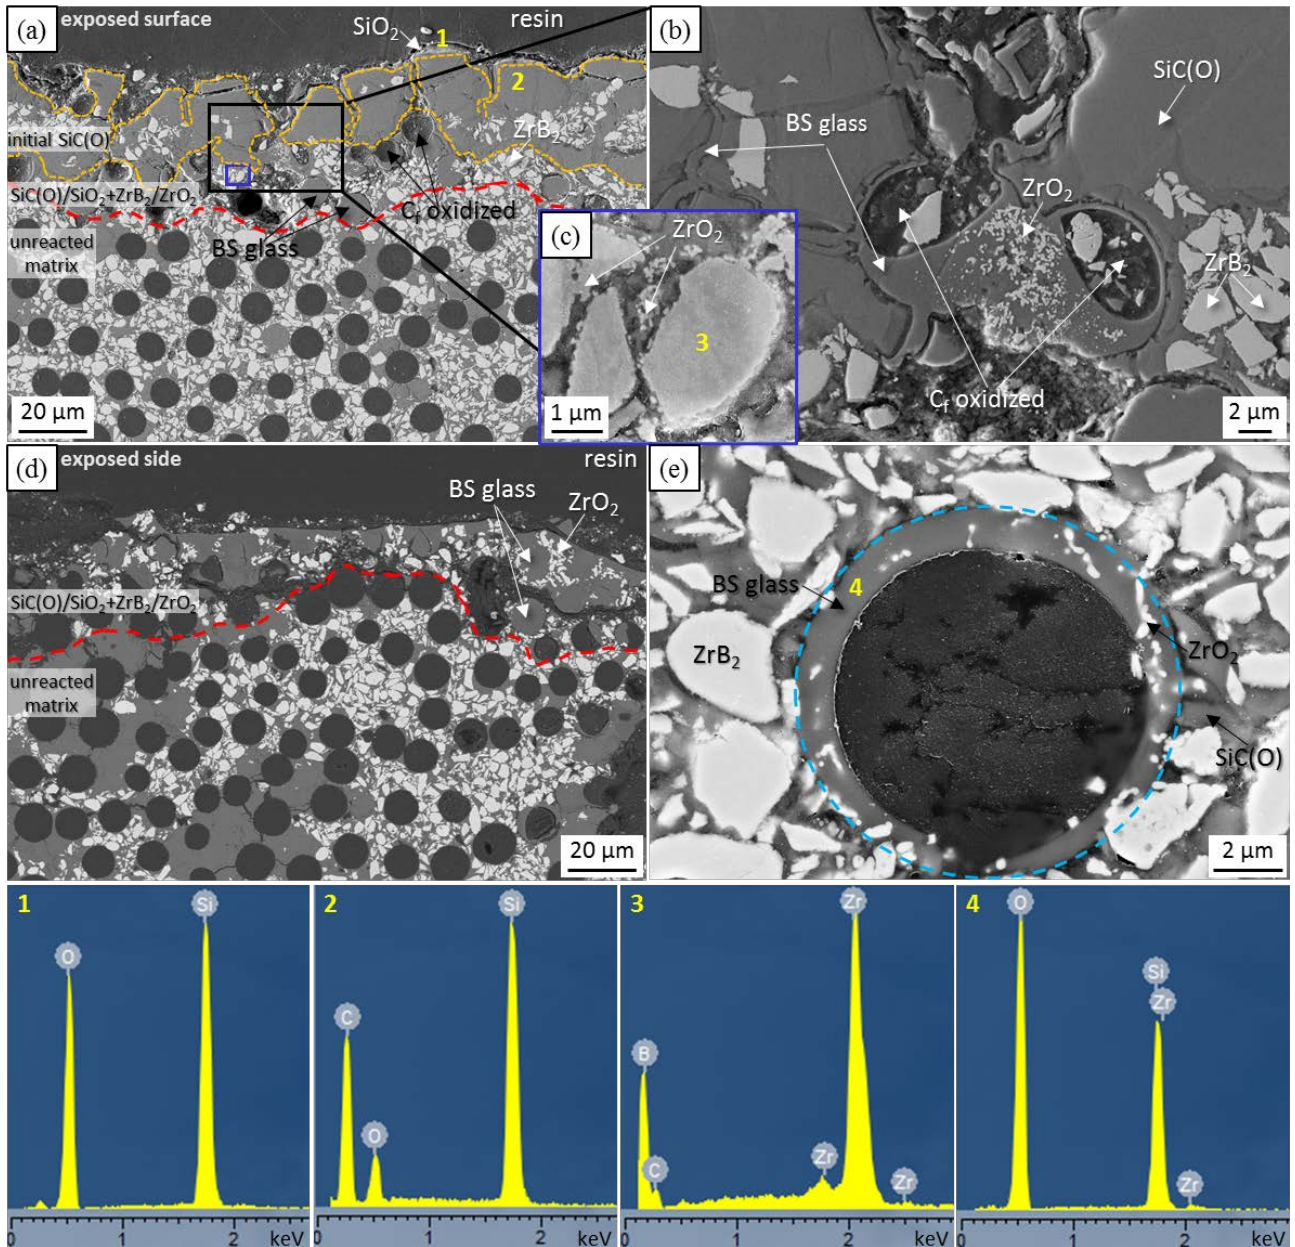 (a) exposed surface resin
SiO₂
1
2
initial SiC(O)
ZrB₂
SiC(O)/SiO₂+ZrB₂/ZrO₂
unreacted
matrix
BS glass
C_f oxidized
20 µm
(b)
SiC(O)
BS glass
ZrO₂
ZrB₂
C_f oxidized
2 µm
(c)
ZrO₂
3
1 µm
(d) exposed side resin
BS glass
ZrO₂
SiC(O)/SiO₂+ZrB₂/ZrO₂
unreacted
matrix
20 µm
(e)
BS glass
4
ZrB₂
ZrO₂
SiC(O)
2 µm
1
Si
O
0 1 2 keV
2
Si
C
O
0 1 2 keV
3
Zr
B
C
Zr
Zr
0 1 2 keV
4
O
Si
Zr
Zr
0 1 2 keV